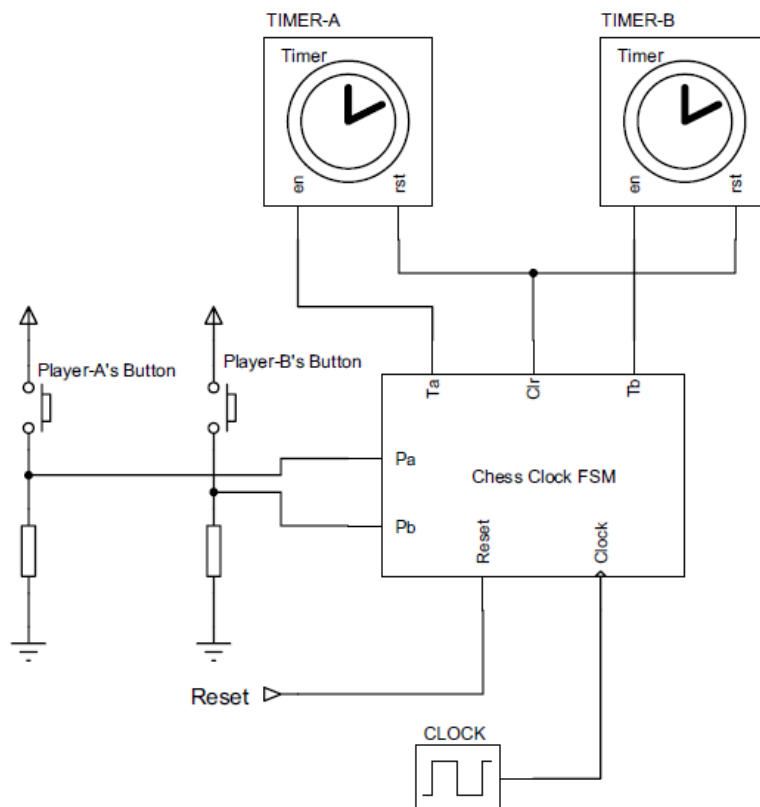 TIMER-A
TIMER-B
Timer
Timer
en
rst
en
rst
Player-A's Button
Player-B's Button
Ta
Clr
Tb
Pa
Chess Clock FSM
Pb
Reset
Clock
Reset
CLOCK